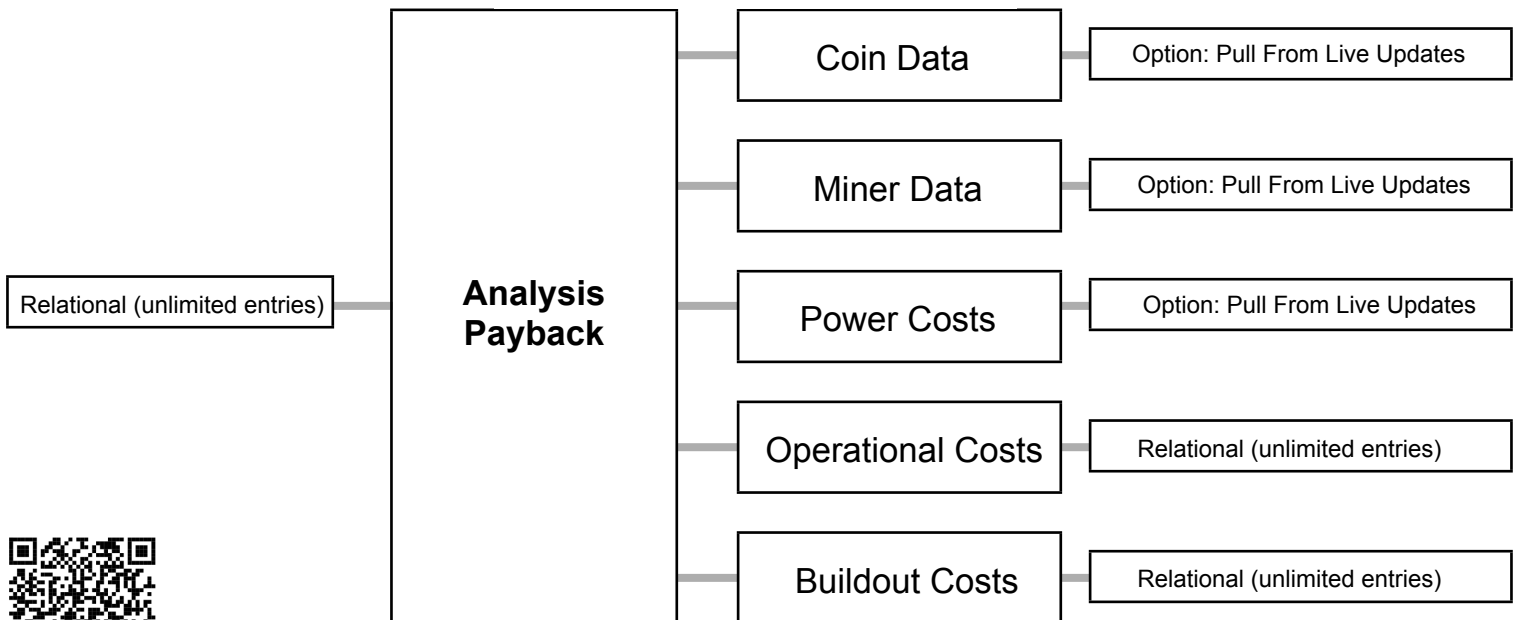 Coin Data
Option: Pull From Live Updates
Miner Data
Option: Pull From Live Updates
Relational (unlimited entries)
Analysis
Payback
Power Costs
Option: Pull From Live Updates
Operational Costs
Relational (unlimited entries)
Buildout Costs
Relational (unlimited entries)